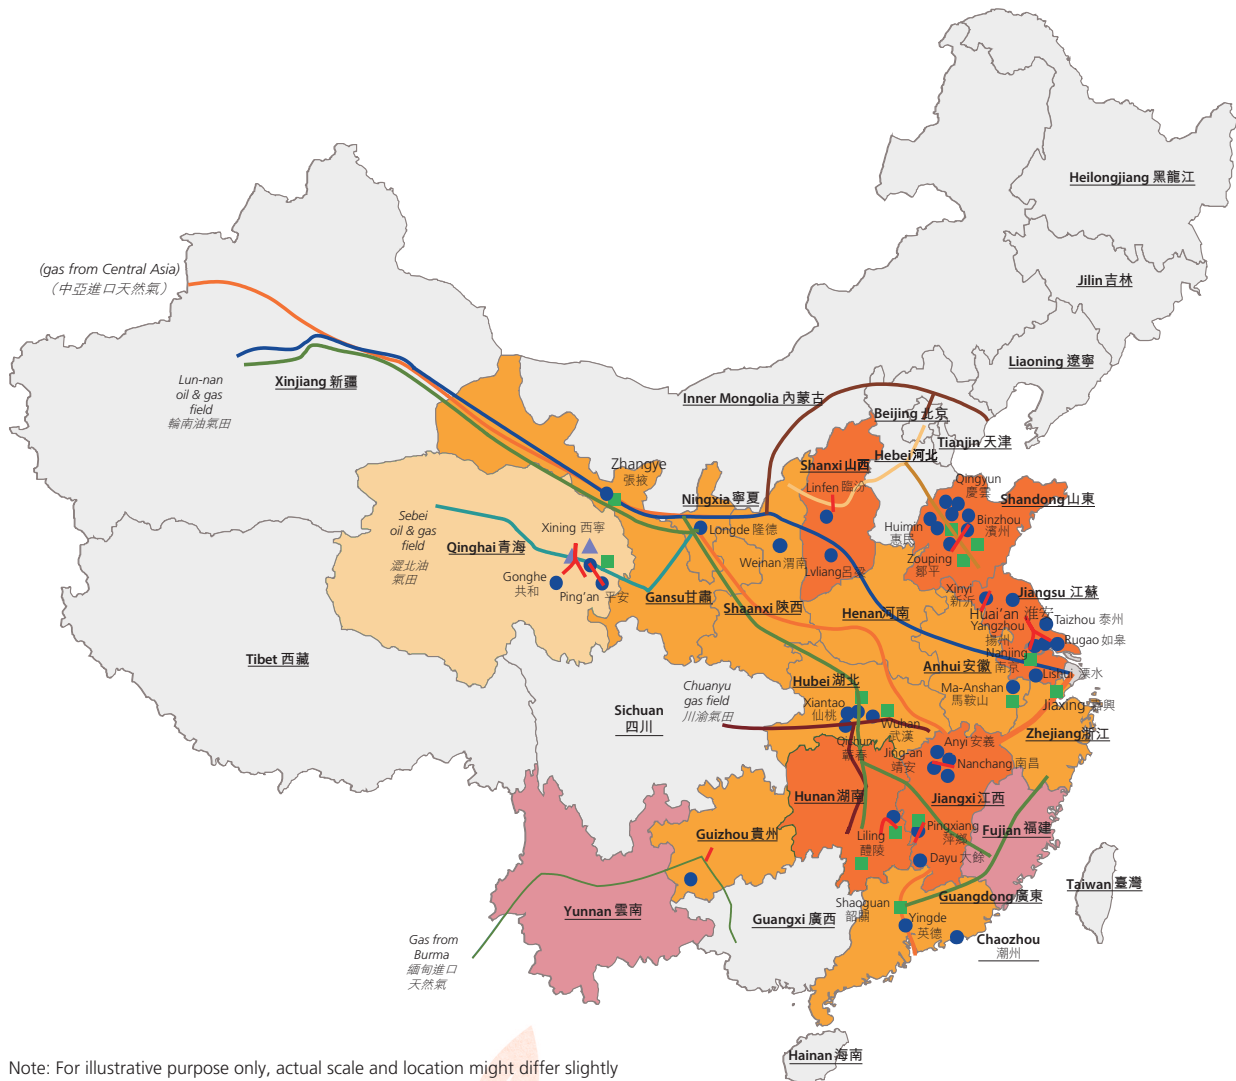 Heilongjiang 黑龍江
(gas from Central Asia)
（中亞進口天然氣）
Jilin 吉林
Liaoning 遼寧
Lun-nan
oil & gas
field
輪南油氣田
Xinjiang 新疆
Inner Mongolia 內蒙古
Beijing 北京
Tianjin 天津
Hebei 河北
Shanxi 山西
Zhangye
張掖
Linfen 臨汾
Qingyun
慶雲
Shandong 山東
Ningxia 寧夏
Sebei
oil & gas
field
澀北油
氣田
Xining 西寧
Longde 隆德
Huimin
惠民
Binzhou
濱州
Qinghai 青海
Weinan 渭南
Lvliang 呂梁
Zouping
鄒平
Gonghe
共和
Ping'an 平安
Gansu 甘肅
Shaanxi 陝西
Henan 河南
Xinyi
新沂
Jiangsu 江蘇
Huai'an 淮安
Taizhou 泰州
Yangzhou
揚州
Rugao 如皋
Nanjing
南京
Tibet 西藏
Anhui 安徽
Lishui 溧水
Hubei 湖北
Chuanyu
gas field
川渝氣田
Ma-Anshan
馬鞍山
Jiaxing 嘉興
Sichuan
四川
Xiantao
仙桃
Wuhan
武漢
Zhejiang 浙江
Qichun
蘄春
Anyi 安義
Jing-an
靖安
Nanchang 南昌
Hunan 湖南
Jiangxi 江西
Guizhou 貴州
Liling
醴陵
Pingxiang
萍鄉
Fujian 福建
Dayu 大餘
Taiwan 臺灣
Guangdong 廣東
Yunnan 雲南
Guangxi 廣西
Shaoguan
韶關
Yingde
英德
Chaozhou
潮州
Gas from
Burma
緬甸進口
天然氣
Hainan 海南
Note: For illustrative purpose only, actual scale and location might differ slightly